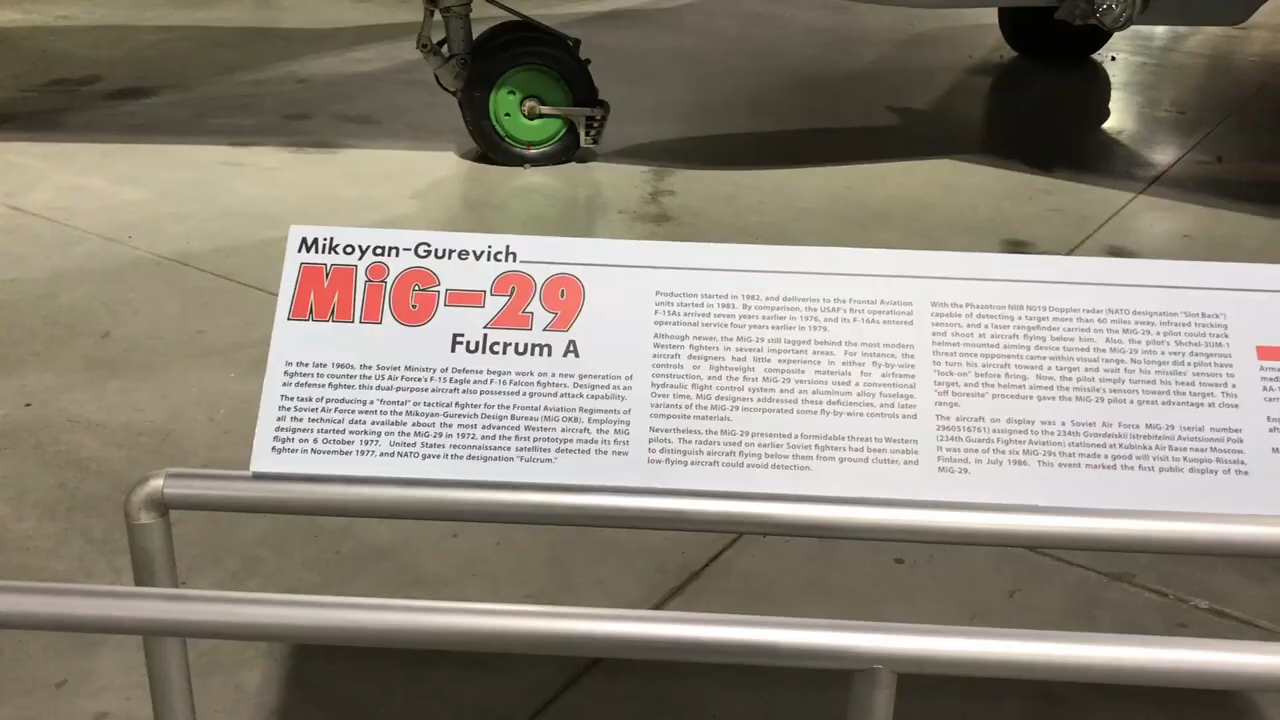 Mikoyan-Gurevich
MiG-29
Fulcrum A
In the late 1960s, the Soviet Ministry of Defense began work on a new generation of
fighters to counter the US Air Force's F-15 Eagle and F-16 Falcon fighters. Designed as an
air defense fighter, this dual-purpose aircraft also possessed a ground attack capability.
The task of producing a "frontal" or tactical fighter for the Frontal Aviation Regiments of
the Soviet Air Force went to the Mikoyan-Gurevich Design Bureau (MiG OKB). Employing
all the technical data available about the most advanced Western aircraft, the MiG
designers started working on the MiG-29 in 1972, and the first prototype made its first
flight on 6 October 1977. United States reconnaissance satellites detected the new
fighter in November 1977, and NATO gave it the designation "Fulcrum."
Production started in 1982, and deliveries to the Frontal Aviation
units started in 1983. By comparison, the USAF's first operational
F-15As arrived seven years earlier in 1976, and its F-16As entered
operational service four years earlier in 1979.
Although newer, the MiG-29 still lagged behind the most modern
Western fighters in several important areas. For instance, the
aircraft designers had little experience in either fly-by-wire
controls or lightweight composite materials for airframe
construction, and the first MiG-29 versions used a conventional
hydraulic flight control system and an aluminum alloy fuselage.
Over time, MiG designers addressed these deficiencies, and later
variants of the MiG-29 incorporated some fly-by-wire controls and
composite materials.
Nevertheless, the MiG-29 presented a formidable threat to Western
pilots. The radars used on earlier Soviet fighters had been unable
to distinguish aircraft flying below them from ground clutter, and
low-flying aircraft could avoid detection.
With the Phazotron NIIR N019 Doppler radar (NATO designation "Slot Back")
capable of detecting a target more than 60 miles away, infrared tracking
sensors, and a laser rangefinder carried on the MiG-29, a pilot could track
and shoot at aircraft flying below him. Also, the pilot's Shchel-3UM-1
helmet-mounted aiming device turned the MiG-29 into a very dangerous
threat once opponents came within visual range. No longer did a pilot have
to turn his aircraft toward a target and wait for his missiles' sensors to
"lock-on" before firing. Now, the pilot simply turned his head toward a
target, and the helmet aimed the missile's sensors toward the target. This
"off boresite" procedure gave the MiG-29 pilot a great advantage at close
range.
The aircraft on display was a Soviet Air Force MiG-29 (serial number
2960516761) assigned to the 234th Gvardeiskii Istrebitelnii Aviatsionnii Polk
(234th Guards Fighter Aviation) stationed at Kubinka Air Base near Moscow.
It was one of the six MiG-29s that made a good will visit to Kuopio-Rissala,
Finland, in July 1986. This event marked the first public display of the
MiG-29.